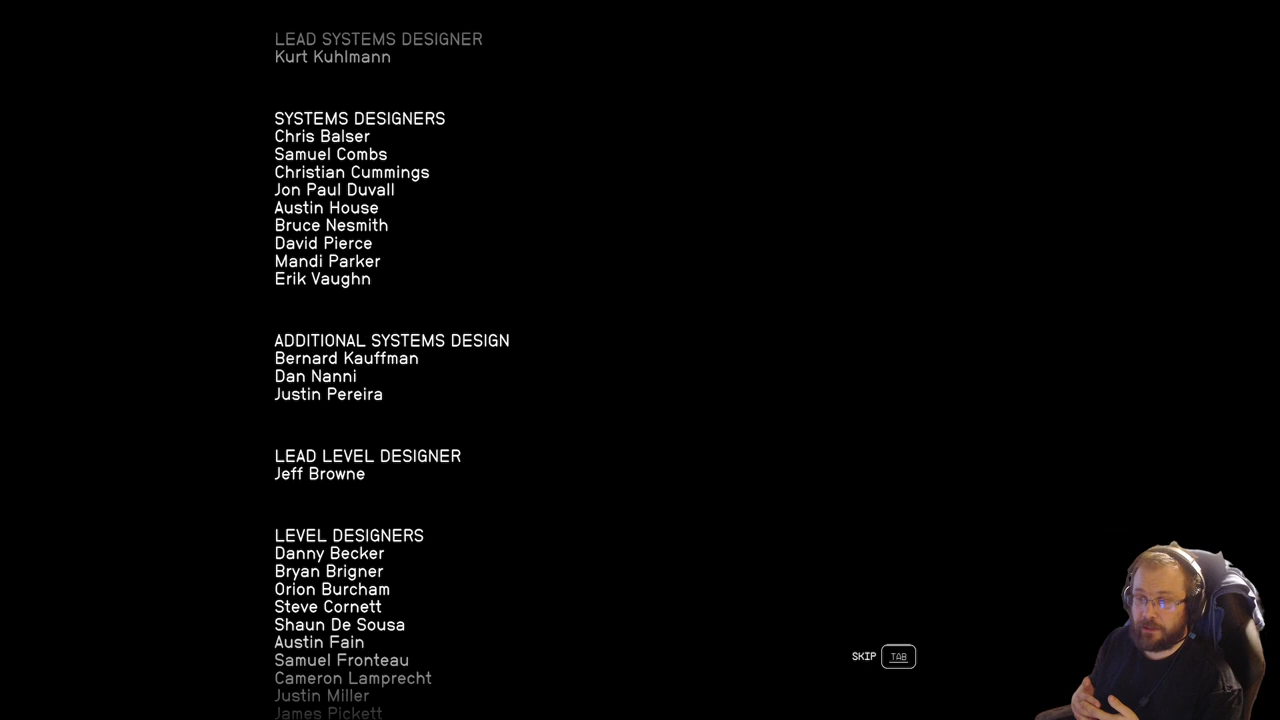 LEAD SYSTEMS DESIGNER
Kurt Kuhlmann
SYSTEMS DESIGNERS
Chris Balser
Samuel Combs
Christian Cummings
Jon Paul Duvall
Austin House
Bruce Nesmith
David Pierce
Mandi Parker
Erik Vaughn
ADDITIONAL SYSTEMS DESIGN
Bernard Kauffman
Dan Nanni
Justin Pereira
LEAD LEVEL DESIGNER
Jeff Browne
LEVEL DESIGNERS
Danny Becker
Bryan Brigner
Orion Burcham
Steve Cornett
Shaun De Sousa
Austin Fain
Samuel Fronteau
Cameron Lamprecht
Justin Miller
James Pickett
SKIP TAB